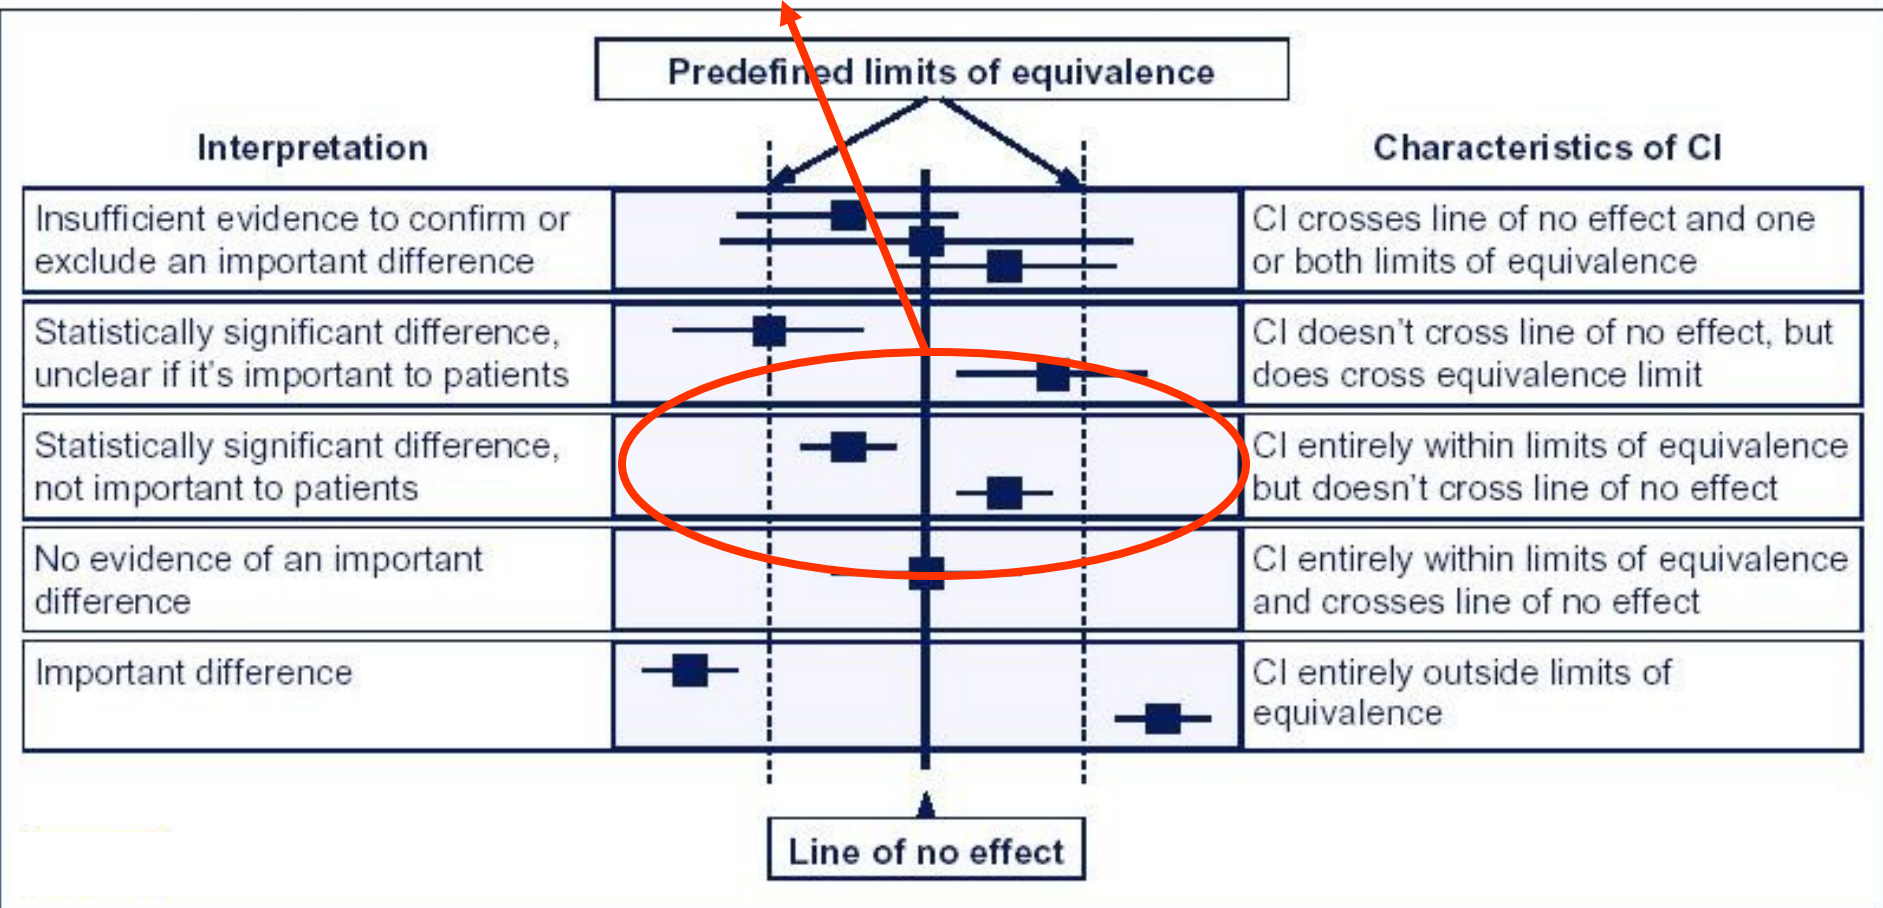 Predefined limits of equivalence
Interpretation
Characteristics of CI
Insufficient evidence to confirm or
exclude an important difference
CI crosses line of no effect and one
or both limits of equivalence
Statistically significant difference,
unclear if it's important to patients
CI doesn't cross line of no effect, but
does cross equivalence limit
Statistically significant difference,
not important to patients
CI entirely within limits of equivalence
but doesn't cross line of no effect
No evidence of an important
difference
CI entirely within limits of equivalence
and crosses line of no effect
Important difference
CI entirely outside limits of
equivalence
Line of no effect